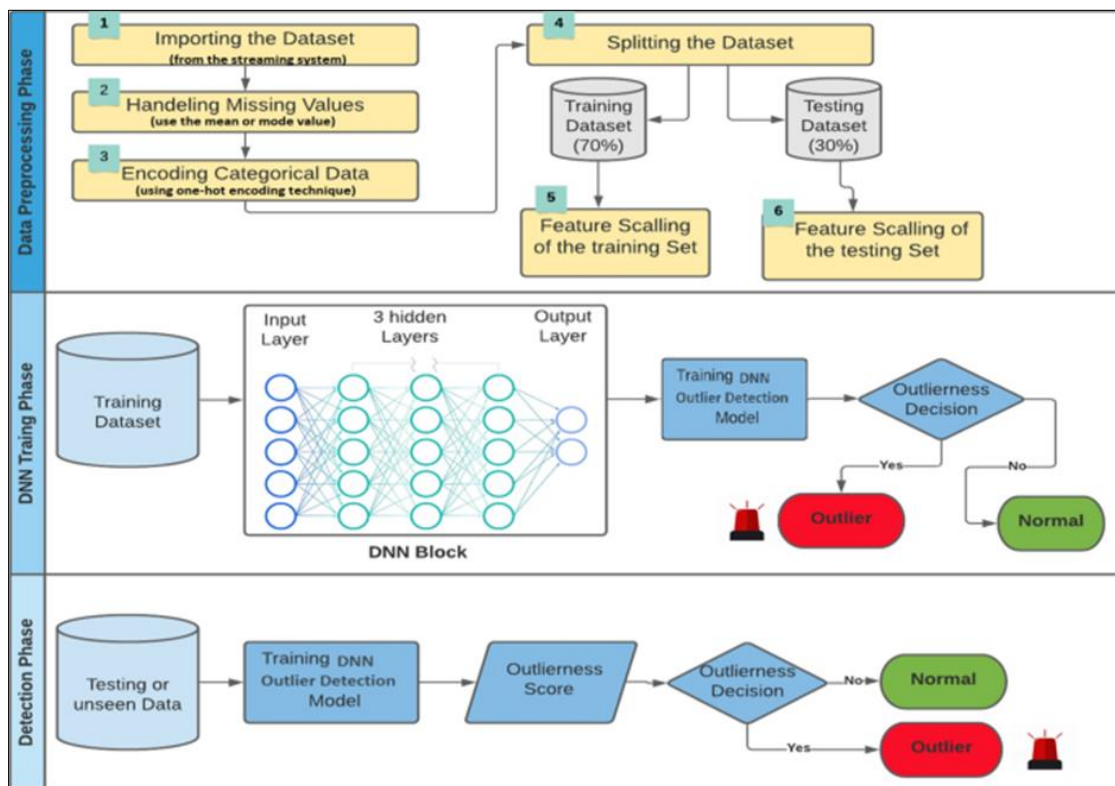 Data Preprocessing Phase
1
Importing the Dataset
(from the streaming system)
2
Handeling Missing Values
(use the mean or mode value)
3
Encoding Categorical Data
(using one-hot encoding technique)
4
Splitting the Dataset
Training
Dataset
(70%)
Testing
Dataset
(30%)
5
Feature Scalling
of the training Set
6
Feature Scalling of
the testing Set
DNN Traing Phase
Training
Dataset
Input
Layer
3 hidden
Layers
Output
Layer
DNN Block
Training DNN
Outlier Detection
Model
Outlierness
Decision
Yes
No
Outlier
Normal
Detection Phase
Testing or
unseen Data
Training DNN
Outlier Detection
Model
Outlierness
Score
Outlierness
Decision
No
Normal
Yes
Outlier